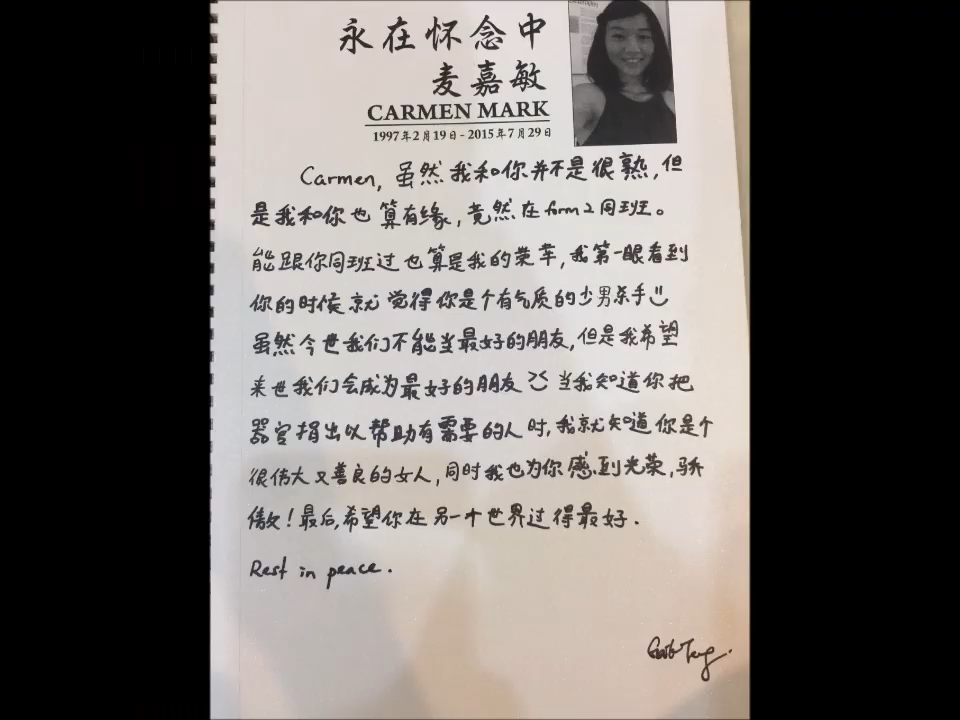 永在怀念中
麦嘉敏
CARMEN MARK
1997年2月19日 - 2015年7月29日
Carmen, 虽然我和你并不是很熟,但
是我和你也算有缘,竟然在form 2 同班。
能跟你同班过也算是我的荣幸,我第一眼看到
你的时候就觉得你是个有气质的少男杀手
虽然今世我们不能当最好的朋友,但是我希望
来世我们会成为最好的朋友 当我知道你把
器官捐出以帮助有需要的人时,我就知道你是个
很伟大又善良的女人,同时我也为你感到光荣,骄
傲!最后,希望你在另一个世界过得最好.
Rest in peace.